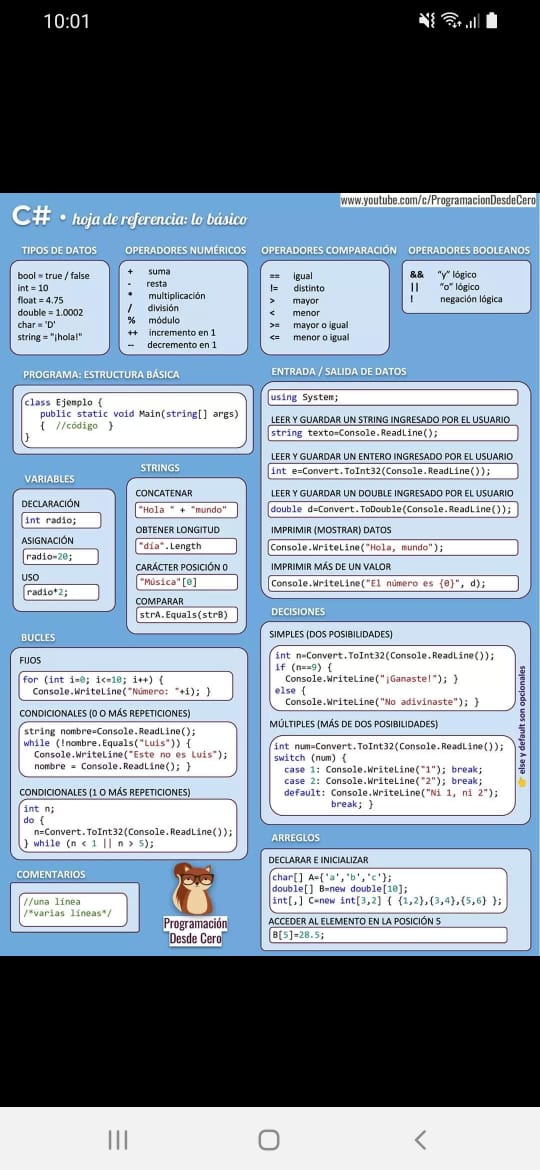 10:01
www.youtube.com/c/ProgramacionDesdeCero
C# • hoja de referencia: lo básico
TIPOS DE DATOS
bool = true / false
int = 10
float = 4.75
double = 1.0002
char = 'D'
string = "¡hola!"
OPERADORES NUMÉRICOS
+ suma
- resta
* multiplicación
/ división
% módulo
++ incremento en 1
-- decremento en 1
OPERADORES COMPARACIÓN
== igual
!= distinto
> mayor
< menor
>= mayor o igual
<= menor o igual
OPERADORES BOOLEANOS
&& "y" lógico
|| "o" lógico
! negación lógica
PROGRAMA: ESTRUCTURA BÁSICA
class Ejemplo {
public static void Main(string[] args)
{ //código }
}
VARIABLES
DECLARACIÓN
int radio;
ASIGNACIÓN
radio=20;
USO
radio*2;
STRINGS
CONCATENAR
"Hola " + "mundo"
OBTENER LONGITUD
"día".Length
CARÁCTER POSICIÓN 0
"Música"[0]
COMPARAR
strA.Equals(strB)
BUCLES
FIJOS
for (int i=0; i<=10; i++) {
Console.WriteLine("Número: "+i); }
CONDICIONALES (0 O MÁS REPETICIONES)
string nombre=Console.ReadLine();
while (!nombre.Equals("Luis")) {
Console.WriteLine("Este no es Luis");
nombre = Console.ReadLine(); }
CONDICIONALES (1 O MÁS REPETICIONES)
int n;
do {
n=Convert.ToInt32(Console.ReadLine());
} while (n < 1 || n > 5);
COMENTARIOS
//una línea
/*varias líneas*/
Programación
Desde Cero
ENTRADA / SALIDA DE DATOS
using System;
LEER Y GUARDAR UN STRING INGRESADO POR EL USUARIO
string texto=Console.ReadLine();
LEER Y GUARDAR UN ENTERO INGRESADO POR EL USUARIO
int e=Convert.ToInt32(Console.ReadLine());
LEER Y GUARDAR UN DOUBLE INGRESADO POR EL USUARIO
double d=Convert.ToDouble(Console.ReadLine());
IMPRIMIR (MOSTRAR) DATOS
Console.WriteLine("Hola, mundo");
IMPRIMIR MÁS DE UN VALOR
Console.WriteLine("El número es {0}", d);
DECISIONES
SIMPLES (DOS POSIBILIDADES)
int n=Convert.ToInt32(Console.ReadLine());
if (n==9) {
Console.WriteLine("¡Ganaste!"); }
else {
Console.WriteLine("No adivinaste"); }
MÚLTIPLES (MÁS DE DOS POSIBILIDADES)
int num=Convert.ToInt32(Console.ReadLine());
switch (num) {
case 1: Console.WriteLine("1"); break;
case 2: Console.WriteLine("2"); break;
default: Console.WriteLine("Ni 1, ni 2");
break; }
👉 else y default son opcionales
ARREGLOS
DECLARAR E INICIALIZAR
char[] A={'a','b','c'};
double[] B=new double[10];
int[,] C=new int[3,2] { {1,2},{3,4},{5,6} };
ACCEDER AL ELEMENTO EN LA POSICIÓN 5
B[5]=28.5;